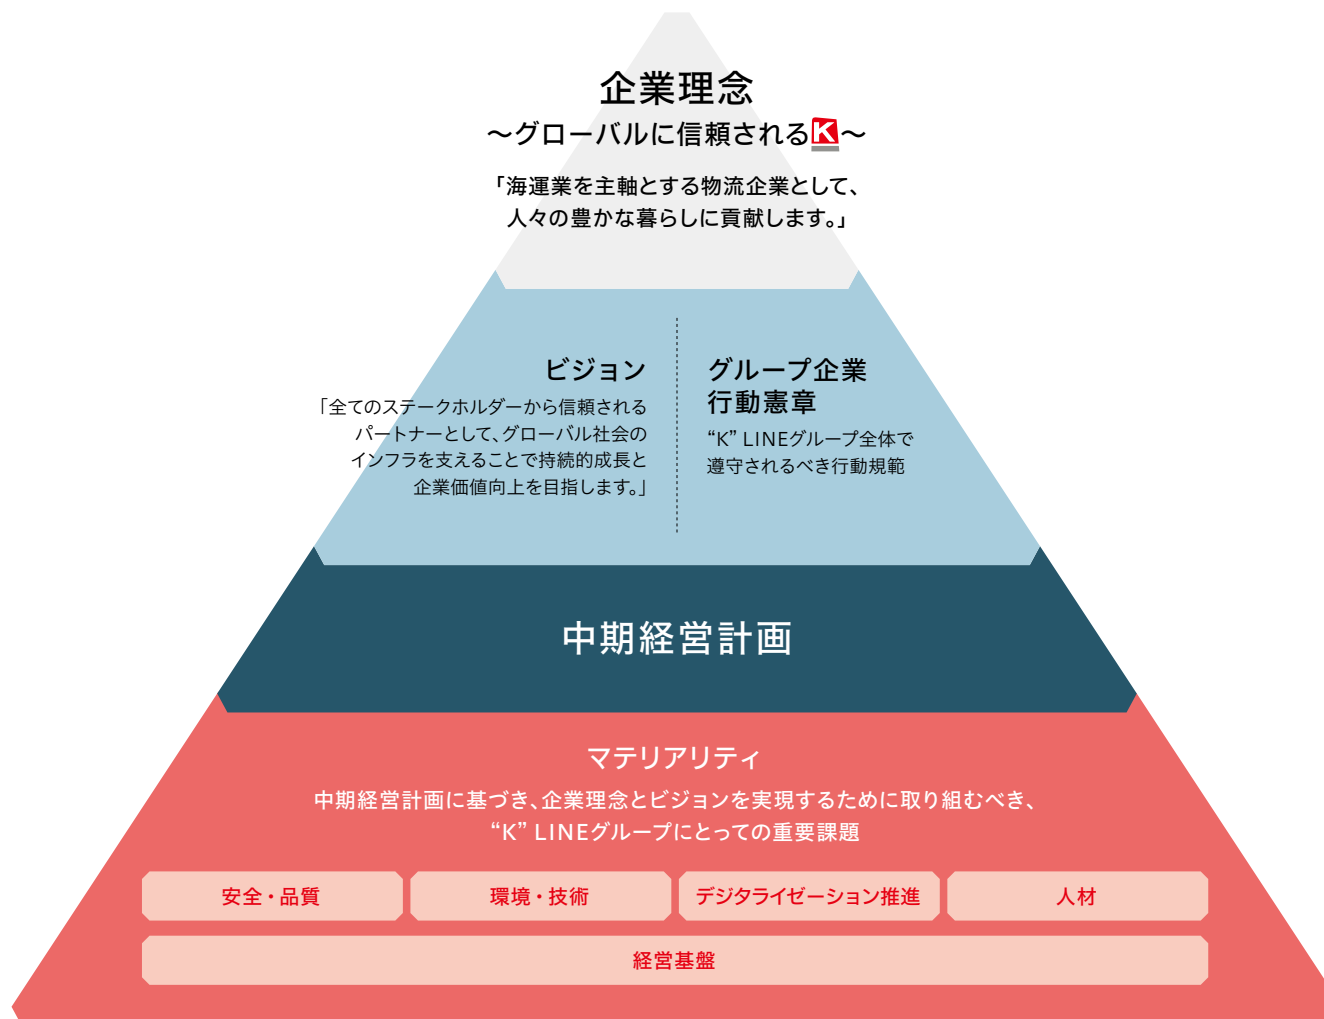 企業理念
～グローバルに信頼されるK～
「海運業を主軸とする物流企業として、
人々の豊かな暮らしに貢献します。」
ビジョン
「全てのステークホルダーから信頼される
パートナーとして、グローバル社会の
インフラを支えることで持続的成長と
企業価値向上を目指します。」
グループ企業
行動憲章
“K” LINEグループ全体で
遵守されるべき行動規範
中期経営計画
マテリアリティ
中期経営計画に基づき、企業理念とビジョンを実現するために取り組むべき、
“K” LINEグループにとっての重要課題
安全・品質
環境・技術
デジタライゼーション推進
人材
経営基盤